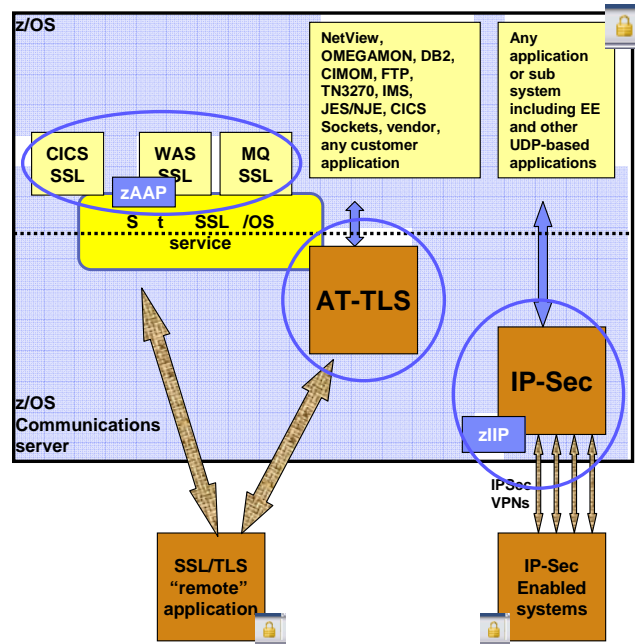 z/OS
NetView,
OMEGAMON, DB2,
CIMOM, FTP,
TN3270, IMS,
JES/NJE, CICS
Sockets, vendor,
any customer
application
Any
application
or sub
system
including EE
and other
UDP-based
applications
CICS
SSL
WAS
SSL
MQ
SSL
zAAP
S t SSL /OS
service
AT-TLS
IP-Sec
zIIP
z/OS
Communications
server
IPSec
VPNs
SSL/TLS
“remote”
application
IP-Sec
Enabled
systems